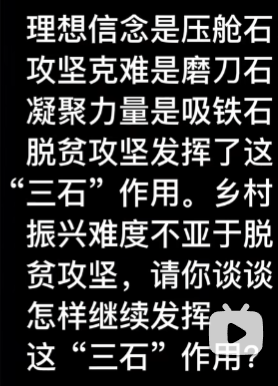 理想信念是压舱石
攻坚克难是磨刀石
凝聚力量是吸铁石
脱贫攻坚发挥了这
“三石”作用。乡村
振兴难度不亚于脱
贫攻坚，请你谈谈
怎样继续发挥
这“三石”作用?